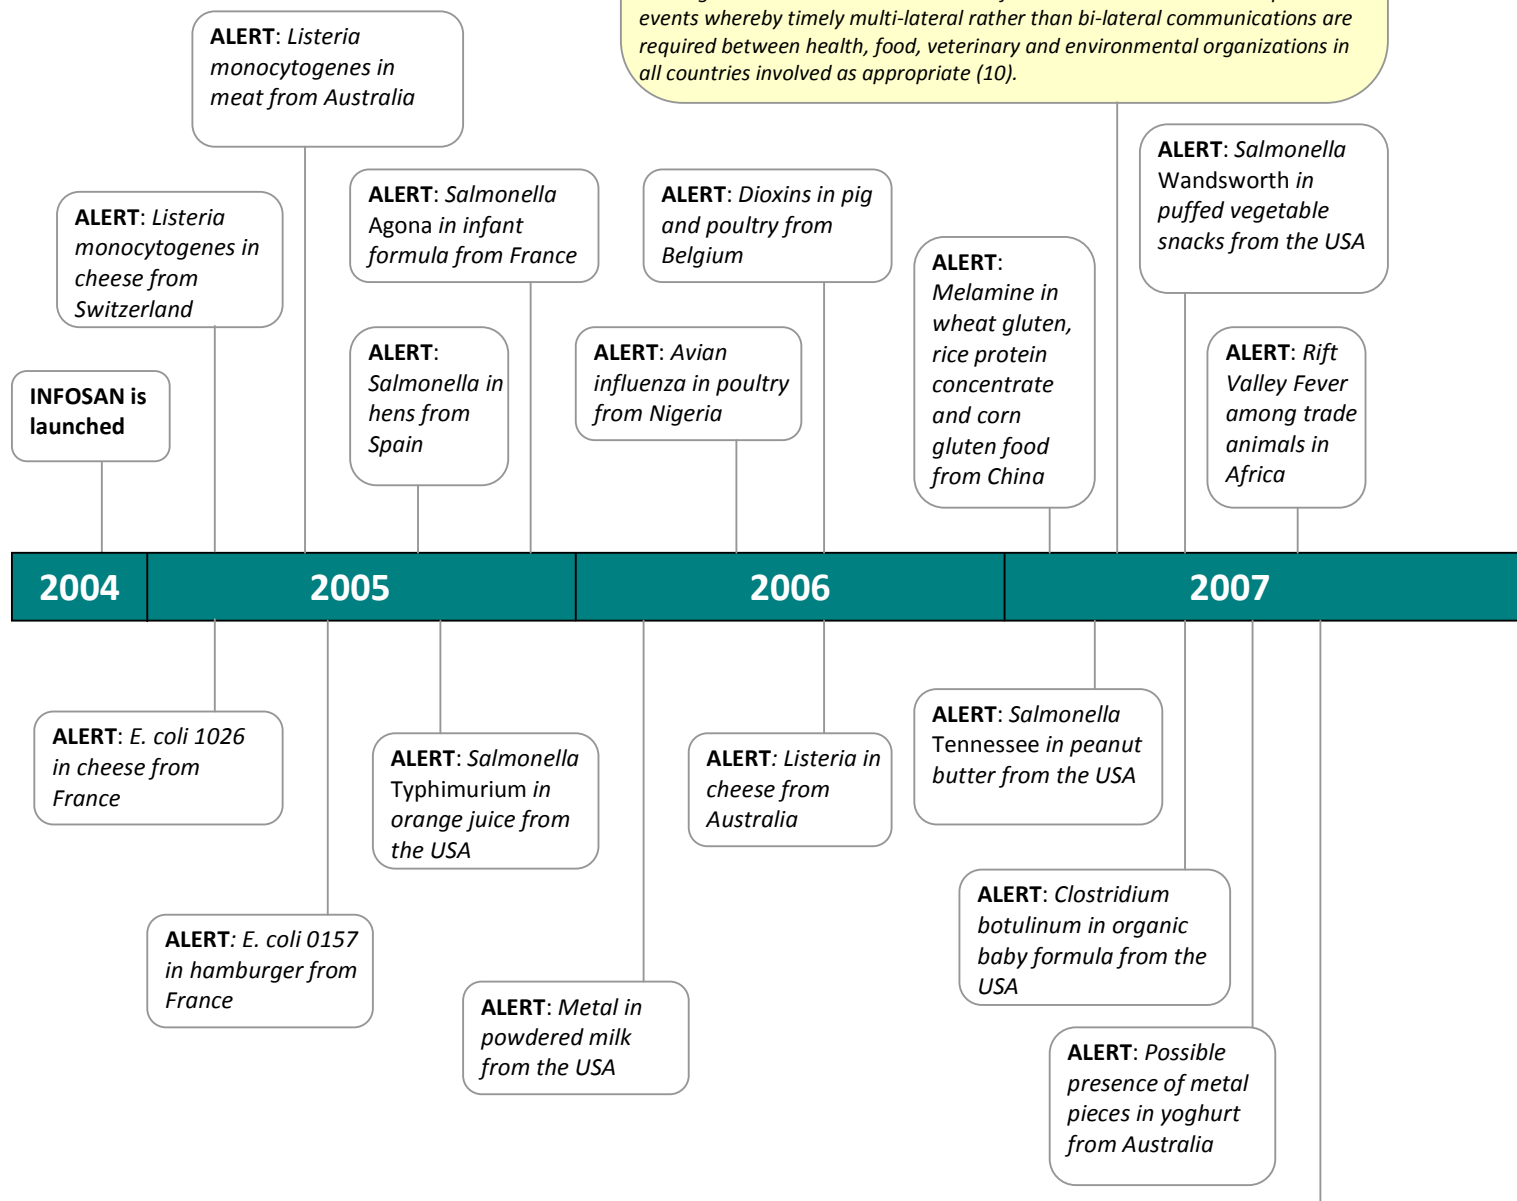 events whereby timely multi-lateral rather than bi-lateral communications are
required between health, food, veterinary and environmental organizations in
all countries involved as appropriate (10).
ALERT: Listeria
monocytogenes in
meat from Australia
ALERT: Salmonella
Wandsworth in
puffed vegetable
snacks from the USA
ALERT: Listeria
monocytogenes in
cheese from
Switzerland
ALERT: Salmonella
Agona in infant
formula from France
ALERT: Dioxins in pig
and poultry from
Belgium
ALERT:
Melamine in
wheat gluten,
rice protein
concentrate
and corn
gluten food
from China
INFOSAN is
launched
ALERT:
Salmonella in
hens from
Spain
ALERT: Avian
influenza in poultry
from Nigeria
ALERT: Rift
Valley Fever
among trade
animals in
Africa
2004
2005
2006
2007
ALERT: E. coli 1026
in cheese from
France
ALERT: Salmonella
Typhimurium in
orange juice from
the USA
ALERT: Listeria in
cheese from
Australia
ALERT: Salmonella
Tennessee in peanut
butter from the USA
ALERT: E. coli 0157
in hamburger from
France
ALERT: Metal in
powdered milk
from the USA
ALERT: Clostridium
botulinum in organic
baby formula from the
USA
ALERT: Possible
presence of metal
pieces in yoghurt
from Australia